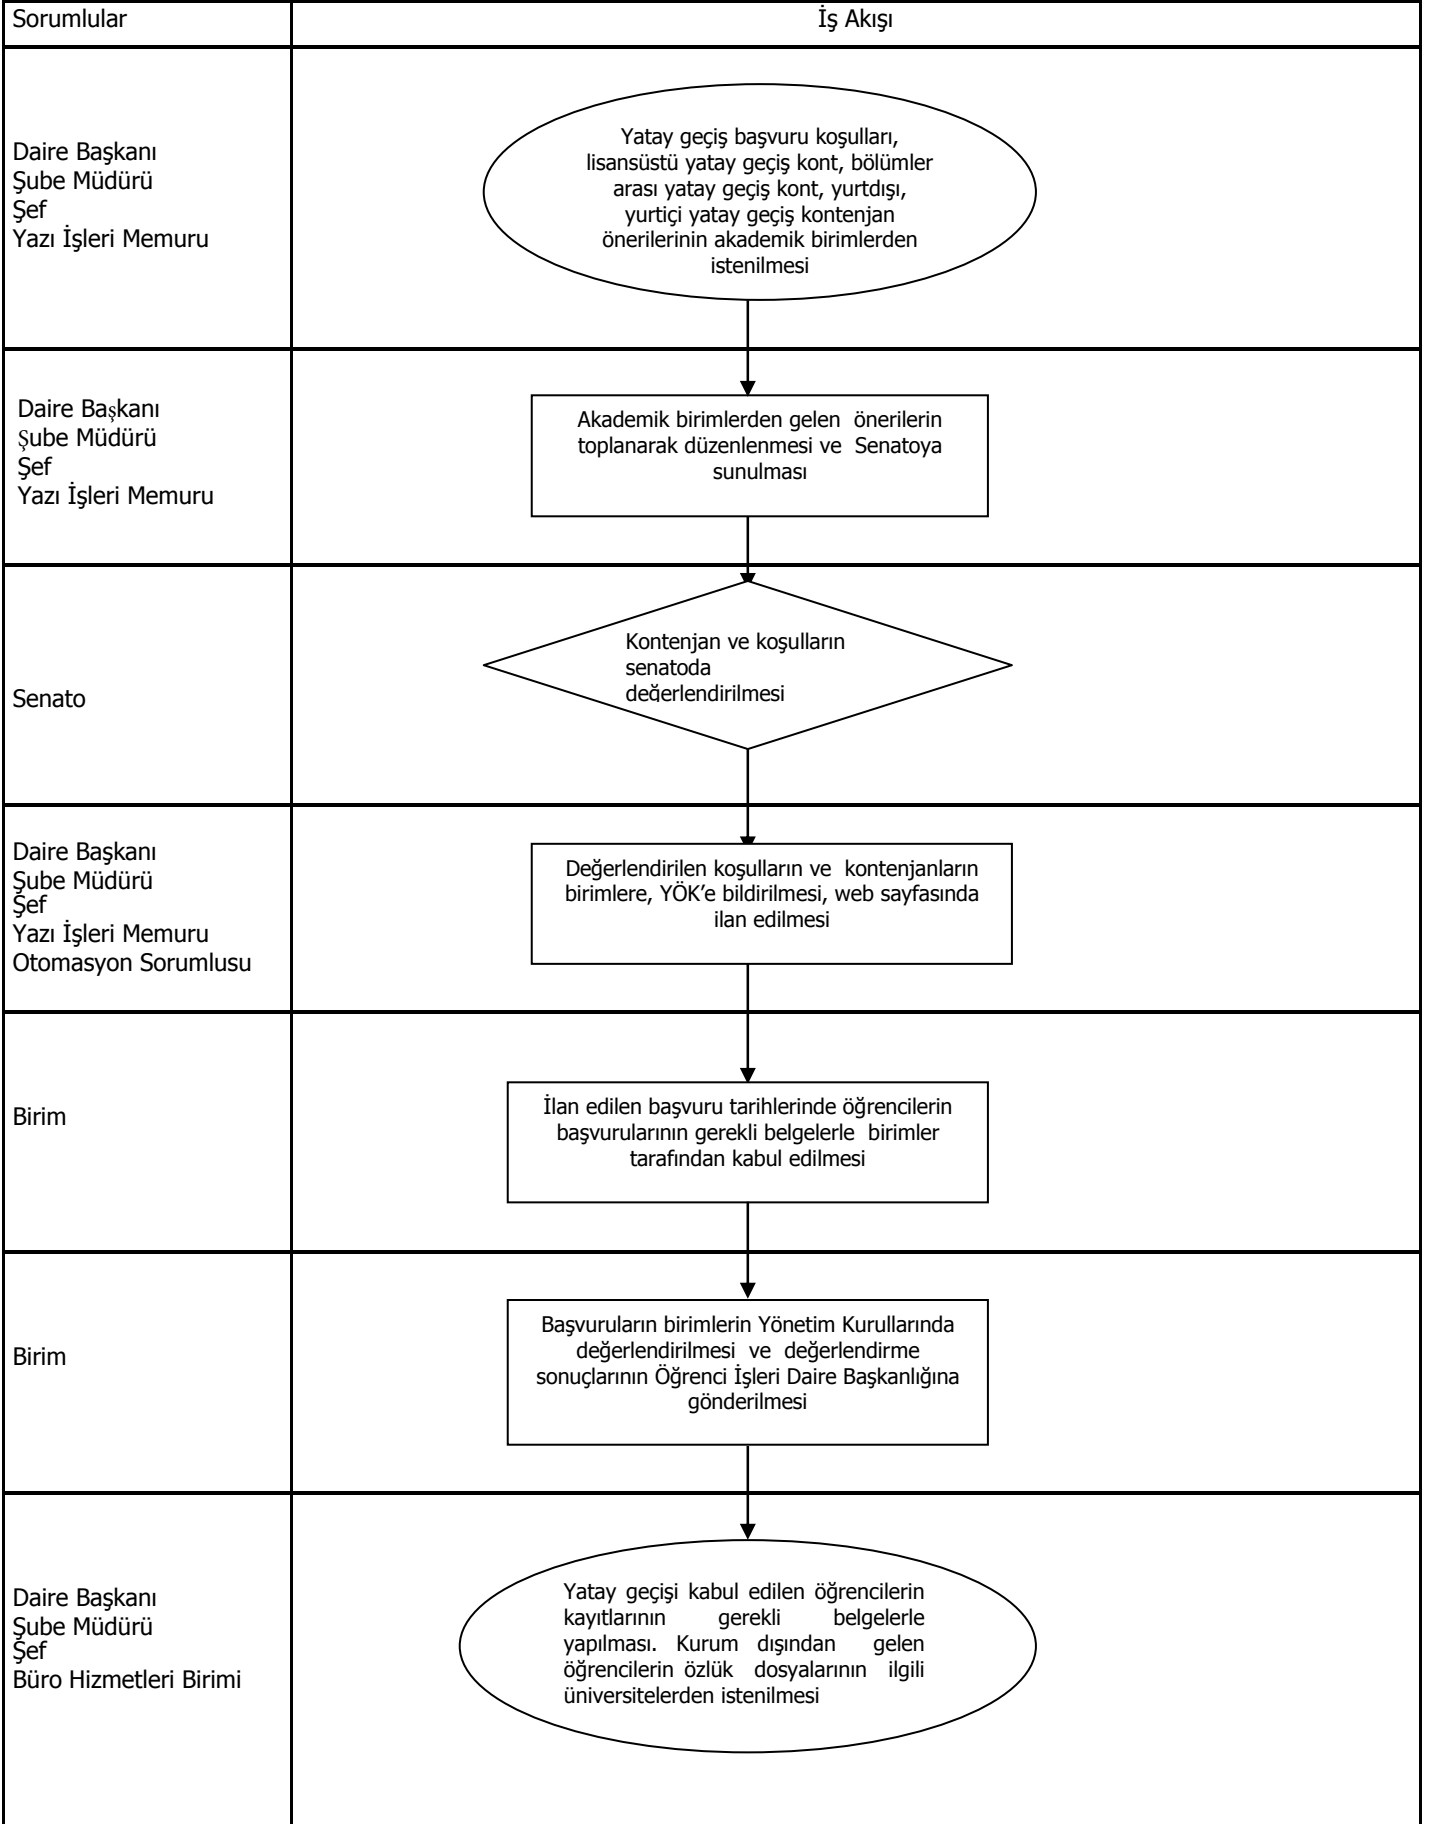 Sorumlular
İş Akışı
Daire Başkanı
Şube Müdürü
Şef
Yazı İşleri Memuru
Yatay geçiş başvuru koşulları,
lisansüstü yatay geçiş kont, bölümler
arası yatay geçiş kont, yurtdışı,
yurtiçi yatay geçiş kontenjan
önerilerinin akademik birimlerden
istenilmesi
Daire Başkanı
Şube Müdürü
Şef
Yazı İşleri Memuru
Akademik birimlerden gelen önerilerin
toplanarak düzenlenmesi ve Senatoya
sunulması
Senato
Kontenjan ve koşulların
senatoda
değerlendirilmesi
Daire Başkanı
Şube Müdürü
Şef
Yazı İşleri Memuru
Otomasyon Sorumlusu
Değerlendirilen koşulların ve kontenjanların
birimlere, YÖK’e bildirilmesi, web sayfasında
ilan edilmesi
Birim
İlan edilen başvuru tarihlerinde öğrencilerin
başvurularının gerekli belgelerle birimler
tarafından kabul edilmesi
Birim
Başvuruların birimlerin Yönetim Kurullarında
değerlendirilmesi ve değerlendirme
sonuçlarının Öğrenci İşleri Daire Başkanlığına
gönderilmesi
Daire Başkanı
Şube Müdürü
Şef
Büro Hizmetleri Birimi
Yatay geçişi kabul edilen öğrencilerin
kayıtlarının gerekli belgelerle
yapılması. Kurum dışından gelen
öğrencilerin özlük dosyalarının ilgili
üniversitelerden istenilmesi